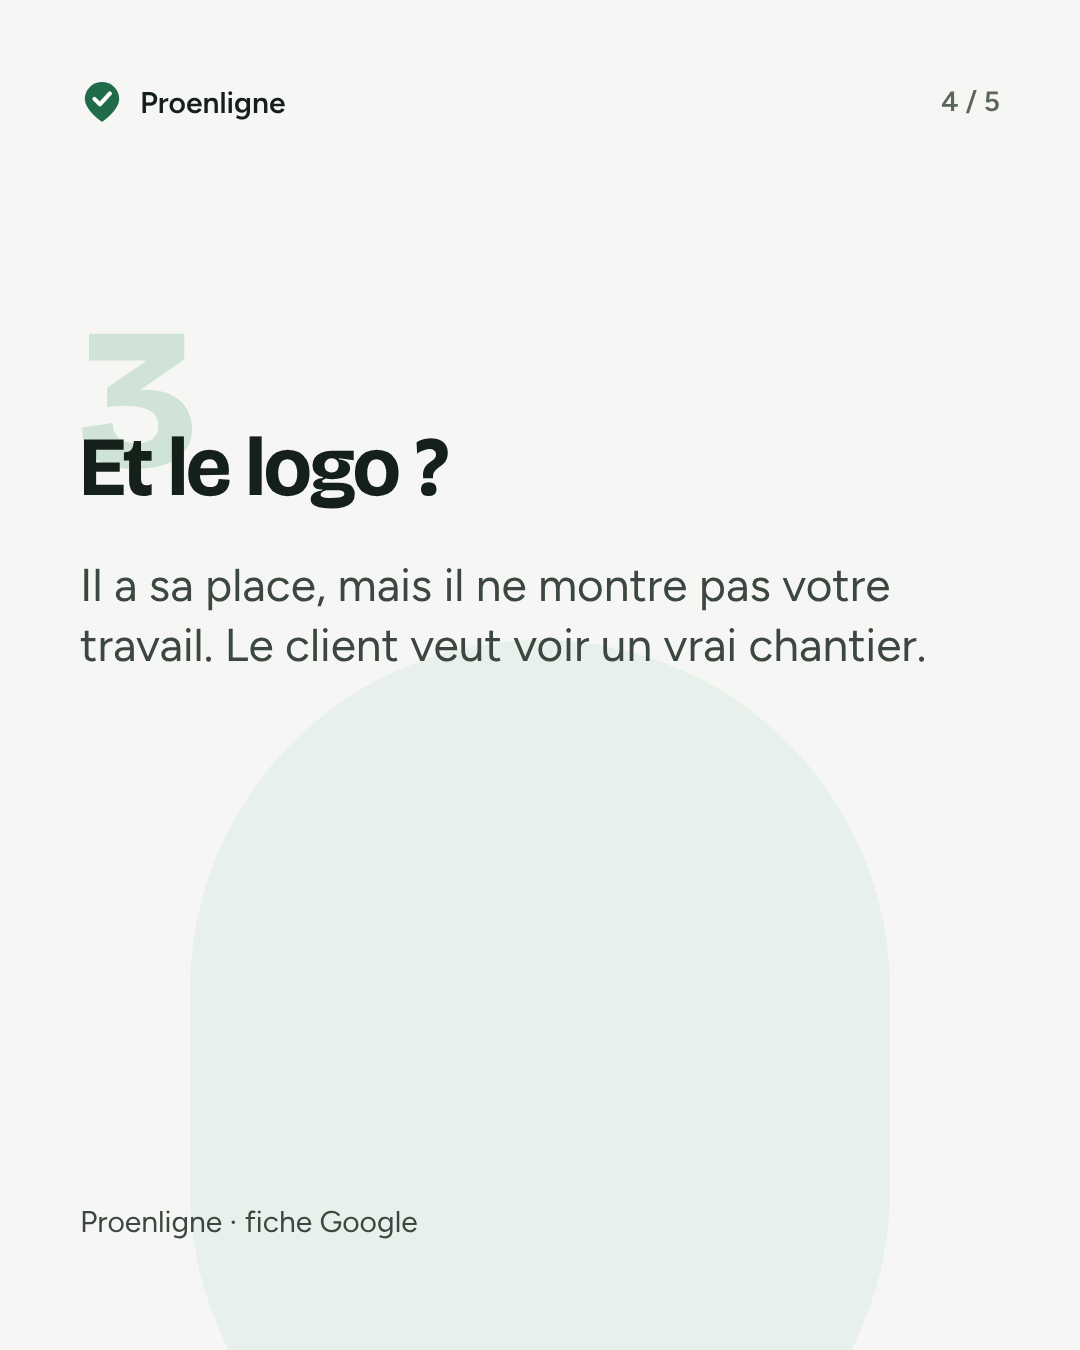 Proenligne
4 / 5
3
Et le logo ?
Il a sa place, mais il ne montre pas votre
travail. Le client veut voir un vrai chantier.
Proenligne · fiche Google